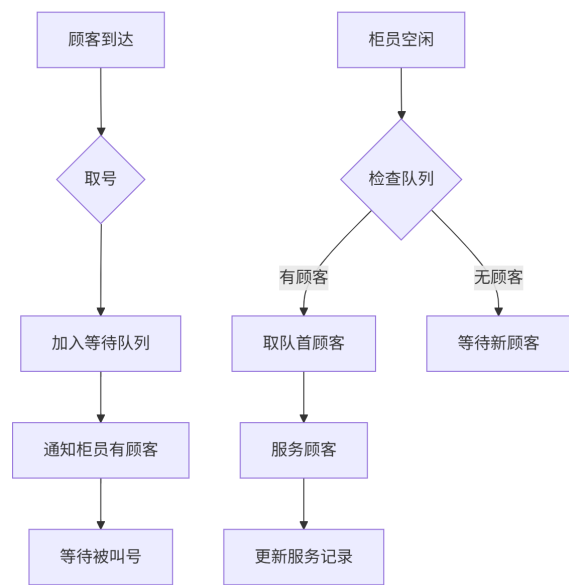 顾客到达
取号
加入等待队列
通知柜员有顾客
等待被叫号
柜员空闲
检查队列
有顾客
无顾客
取队首顾客
等待新顾客
服务顾客
更新服务记录